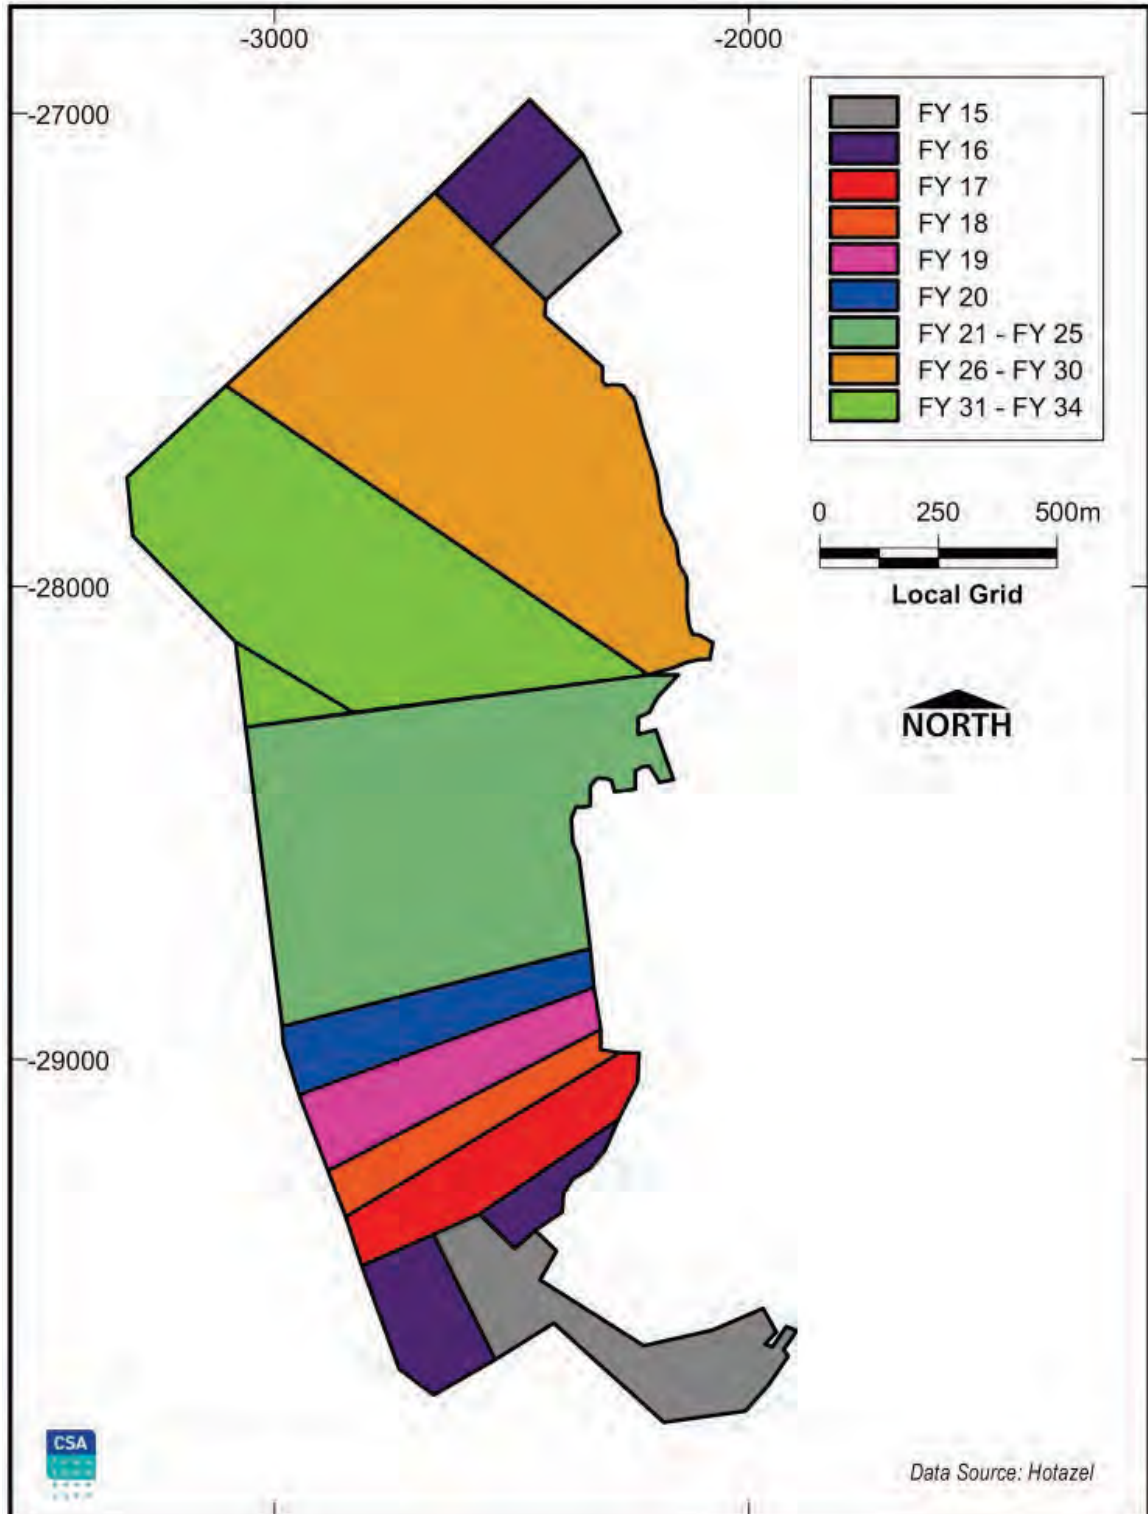 -3000
-2000
-27000
-28000
-29000
FY 15
FY 16
FY 17
FY 18
FY 19
FY 20
FY 21 - FY 25
FY 26 - FY 30
FY 31 - FY 34
0 250 500m
Local Grid
NORTH
CSA
Data Source: Hotazel